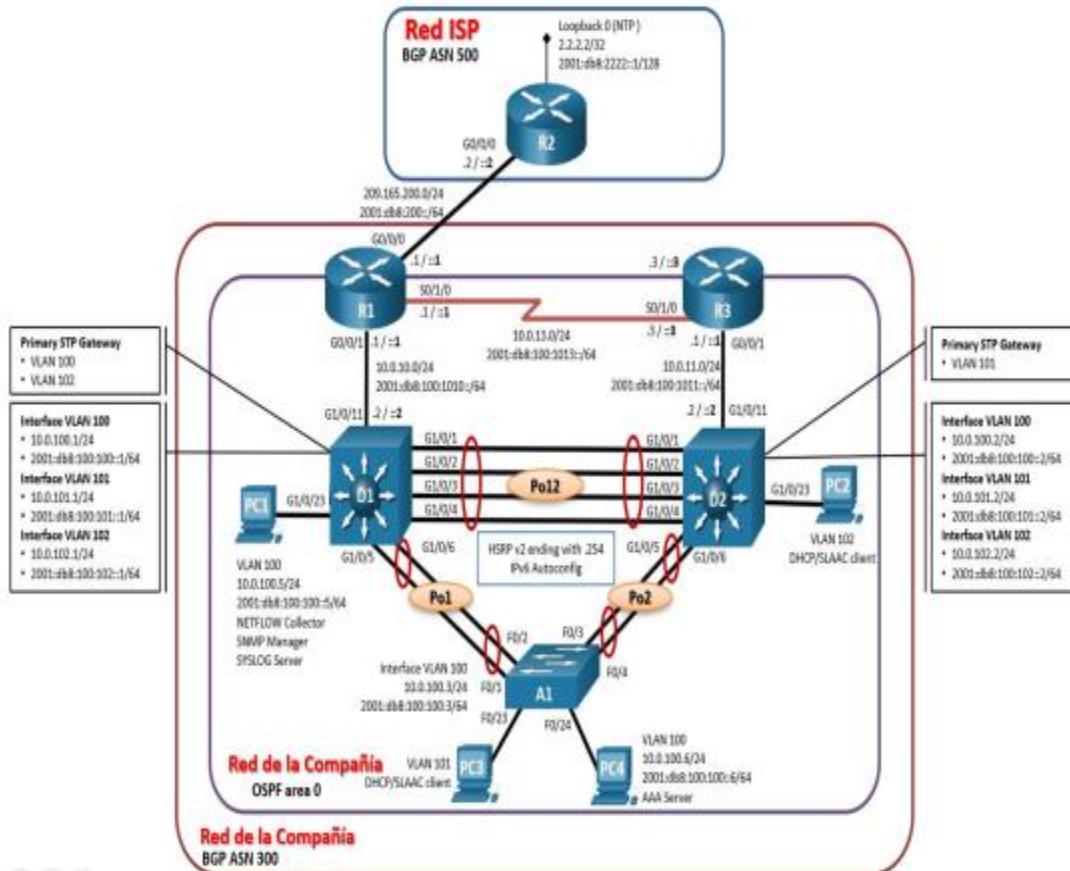 Red ISP
BGP ASN 500
Loopback 0 (NTP )
2.2.2.2/32
2001:db8:2222::1/128
R2
G0/0/0
.2 / ::2
209.165.200.0/24
2001:db8:200::/64
G0/0/0
.1 / ::1
.3 / ::3
R1
S0/1/0
.1 / ::1
S0/1/0
.3 / ::3
R3
10.0.13.0/24
2001:db8:100:1013::/64
G0/0/1
.1 / ::1
.1 / ::1
G0/0/1
10.0.10.0/24
2001:db8:100:1010::/64
10.0.11.0/24
2001:db8:100:1011::/64
Primary STP Gateway
• VLAN 100
• VLAN 102
Primary STP Gateway
• VLAN 101
G1/0/11
.2 / ::2
.2 / ::2
G1/0/11
Interface VLAN 100
• 10.0.100.1/24
• 2001:db8:100:100::1/64
Interface VLAN 101
• 10.0.101.1/24
• 2001:db8:100:101::1/64
Interface VLAN 102
• 10.0.102.1/24
• 2001:db8:100:102::1/64
Interface VLAN 100
• 10.0.100.2/24
• 2001:db8:100:100::2/64
Interface VLAN 101
• 10.0.101.2/24
• 2001:db8:100:101::2/64
Interface VLAN 102
• 10.0.102.2/24
• 2001:db8:100:102::2/64
G1/0/1
G1/0/1
G1/0/2
G1/0/2
G1/0/3
G1/0/3
G1/0/4
G1/0/4
Po12
D1
D2
PC1
G1/0/23
G1/0/23
PC2
VLAN 102
DHCP/SLAAC client
G1/0/5
G1/0/6
G1/0/5
G1/0/6
HSRP v2 ending with .254
IPv6 Autoconfig
VLAN 100
10.0.100.5/24
2001:db8:100:100::5/64
NETFLOW Collector
SNMP Manager
SYSLOG Server
Po1
Po2
F0/2
F0/3
F0/1
F0/4
Interface VLAN 100
10.0.100.3/24
2001:db8:100:100:3/64
A1
F0/23
F0/24
VLAN 101
DHCP/SLAAC client
PC3
PC4
VLAN 100
10.0.100.6/24
2001:db8:100:100::6/64
AAA Server
Red de la Compañía
OSPF area 0
Red de la Compañía
BGP ASN 300